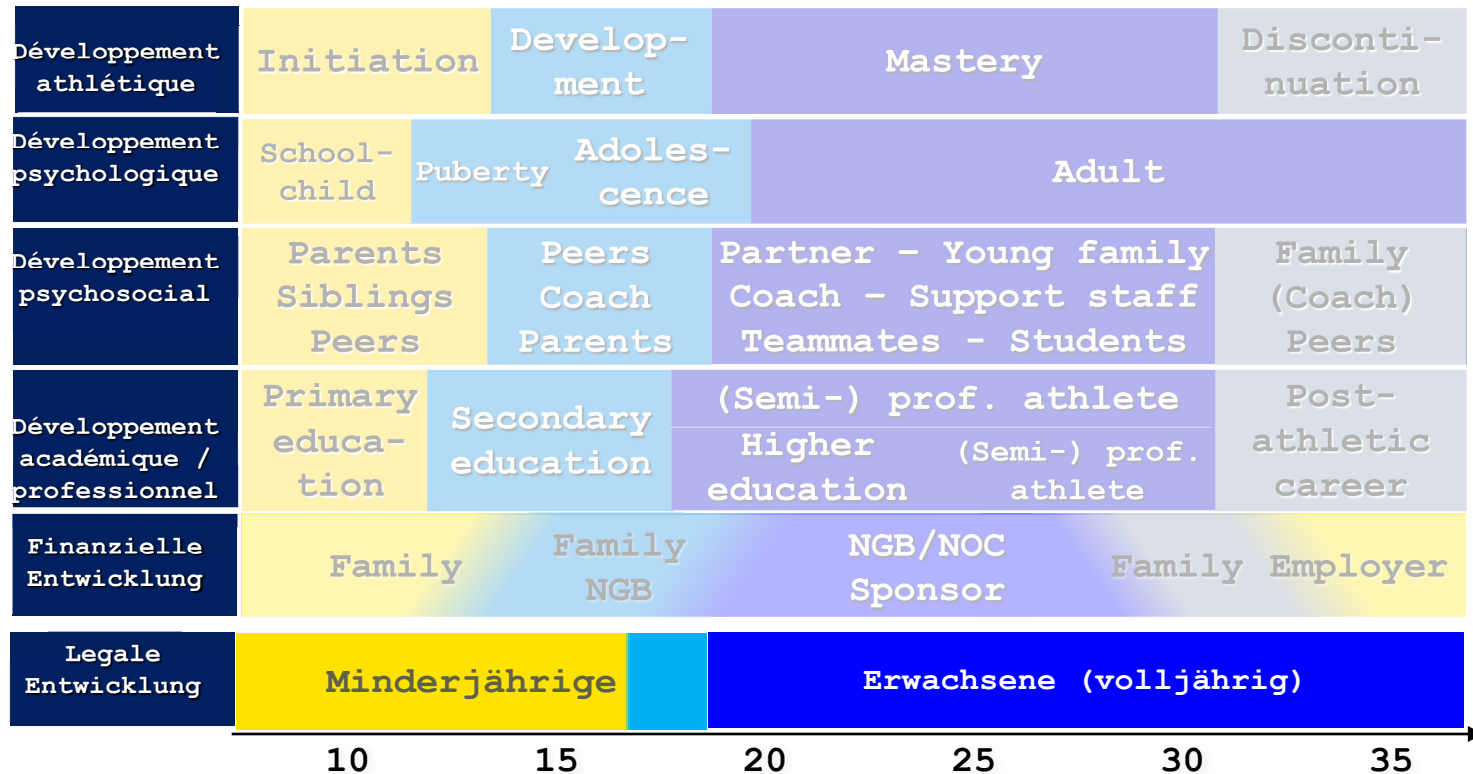 Développement
athlétique
Initiation
Develop-
ment
Mastery
Disconti-
nuation
Développement
psychologique
School-
child
Puberty
Adoles-
cence
Adult
Développement
psychosocial
Parents
Siblings
Peers
Peers
Coach
Parents
Partner – Young family
Coach – Support staff
Teammates - Students
Family
(Coach)
Peers
Développement
académique /
professionnel
Primary
educa-
tion
Secondary
education
(Semi-) prof. athlete
Higher
education
(Semi-) prof.
athlete
Post-
athletic
career
Finanzielle
Entwicklung
Family
Family
NGB
NGB/NOC
Sponsor
Family
Employer
Legale
Entwicklung
Minderjährige
Erwachsene (volljährig)
10 15 20 25 30 35